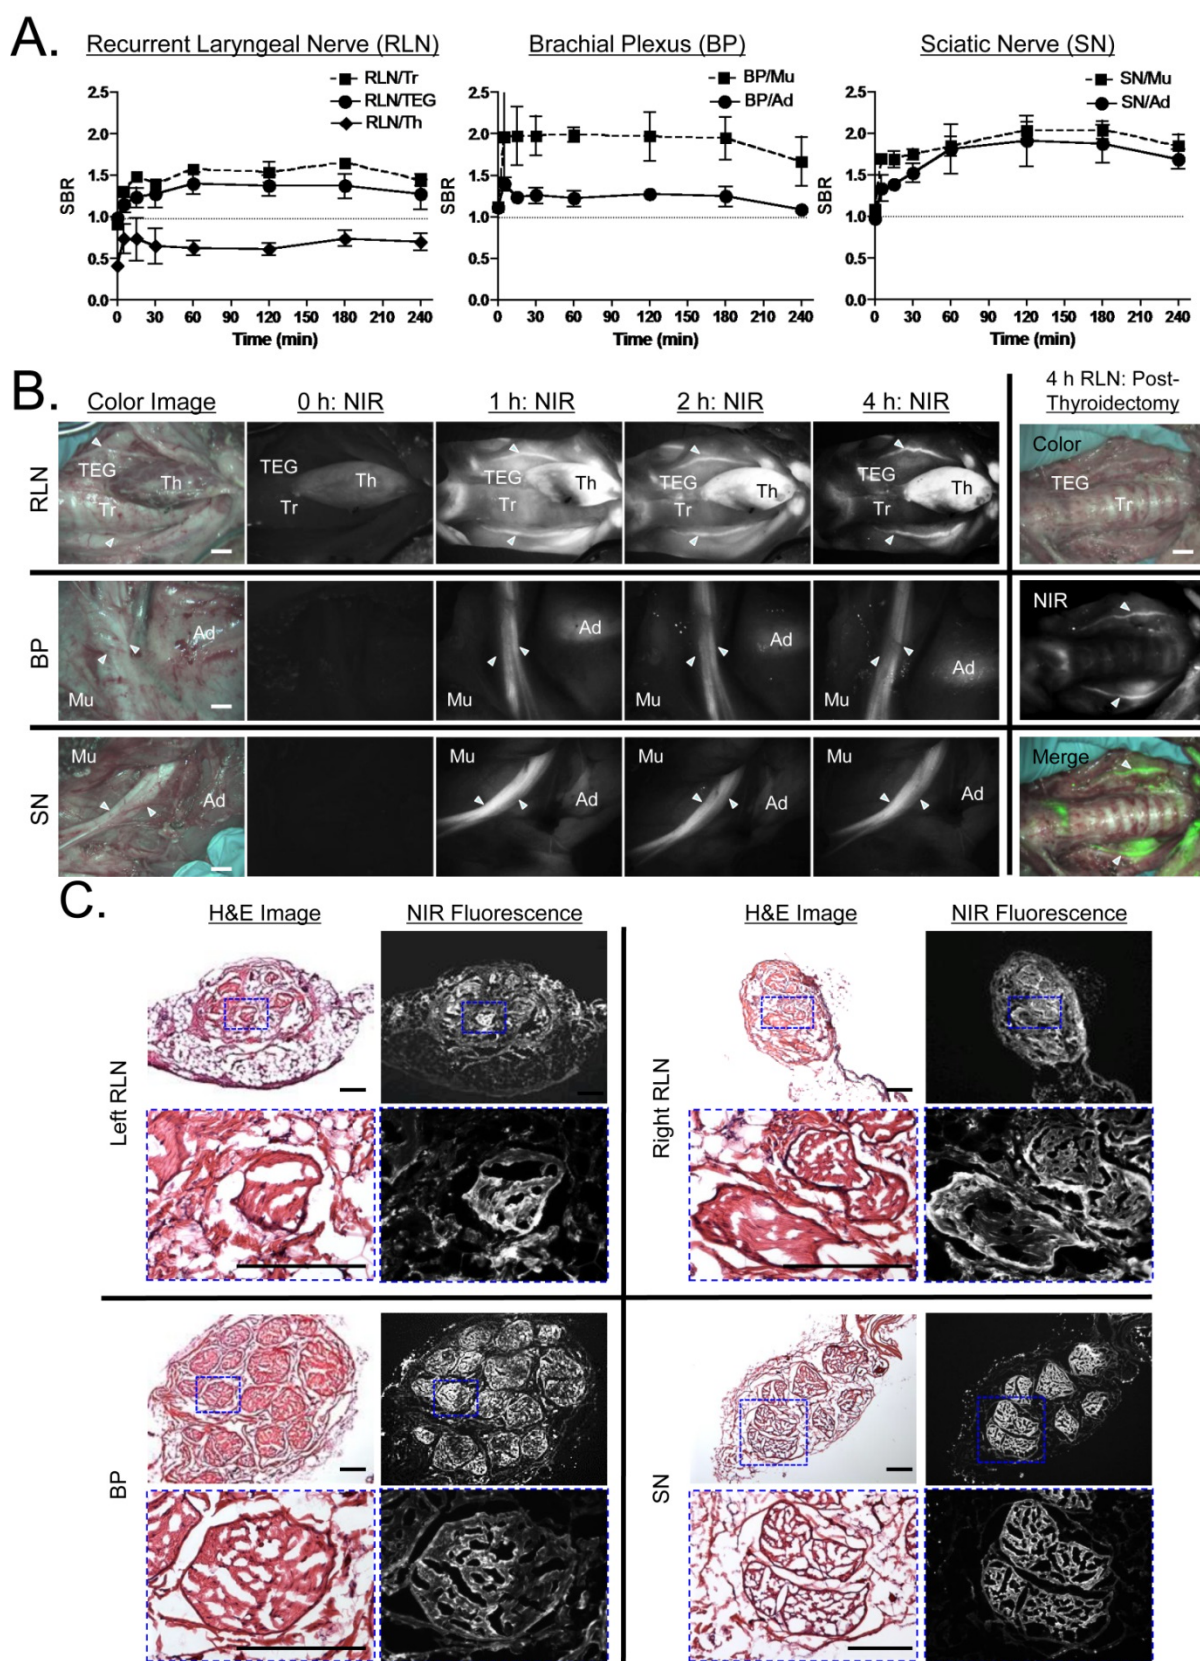 A.
Recurrent Laryngeal Nerve (RLN)
Brachial Plexus (BP)
Sciatic Nerve (SN)
RLN/Tr
RLN/TEG
RLN/Th
BP/Mu
BP/Ad
SN/Mu
SN/Ad
SBR
2.5
2.0
1.5
1.0
0.5
0.0
0 30 60 90 120 150 180 210 240
Time (min)
SBR
2.5
2.0
1.5
1.0
0.5
0.0
0 30 60 90 120 150 180 210 240
Time (min)
SBR
2.5
2.0
1.5
1.0
0.5
0.0
0 30 60 90 120 150 180 210 240
Time (min)
B.
Color Image
0 h: NIR
1 h: NIR
2 h: NIR
4 h: NIR
4 h RLN: Post-
Thyroidectomy
RLN
TEG
Th
Tr
TEG
Th
Tr
TEG
Th
Tr
TEG
Th
Tr
TEG
Th
Tr
Color
TEG
Tr
BP
Ad
Mu
Ad
Mu
Ad
Mu
Ad
Mu
NIR
SN
Mu
Ad
Mu
Ad
Mu
Ad
Mu
Ad
Merge
C.
H&E Image
NIR Fluorescence
H&E Image
NIR Fluorescence
Left RLN
Right RLN
BP
SN